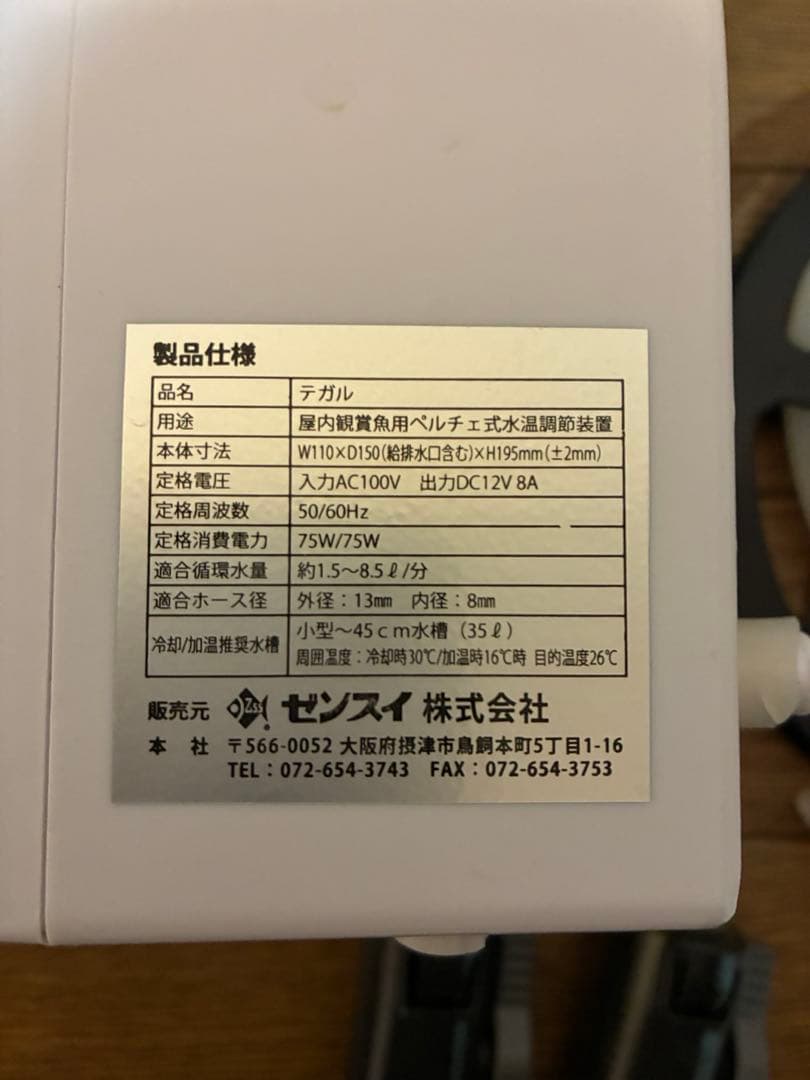 製品仕様
品名 テガル
用途 屋内観賞魚用ペルチェ式水温調節装置
本体寸法 W110×D150(給排水口含む)×H195mm(±2mm)
定格電圧 入力AC100V 出力DC12V 8A
定格周波数 50/60Hz
定格消費電力 75W/75W
適合循環水量 約1.5〜8.5ℓ/分
適合ホース径 外径：13㎜ 内径：8㎜
冷却/加温推奨水槽 小型〜45ｃｍ水槽（35ℓ）
周囲温度：冷却時30℃/加温時16℃時 目的温度26℃
販売元 ZSS ゼンスイ株式会社
本社 〒566-0052 大阪府摂津市鳥飼本町5丁目1-16
TEL：072-654-3743 FAX：072-654-3753